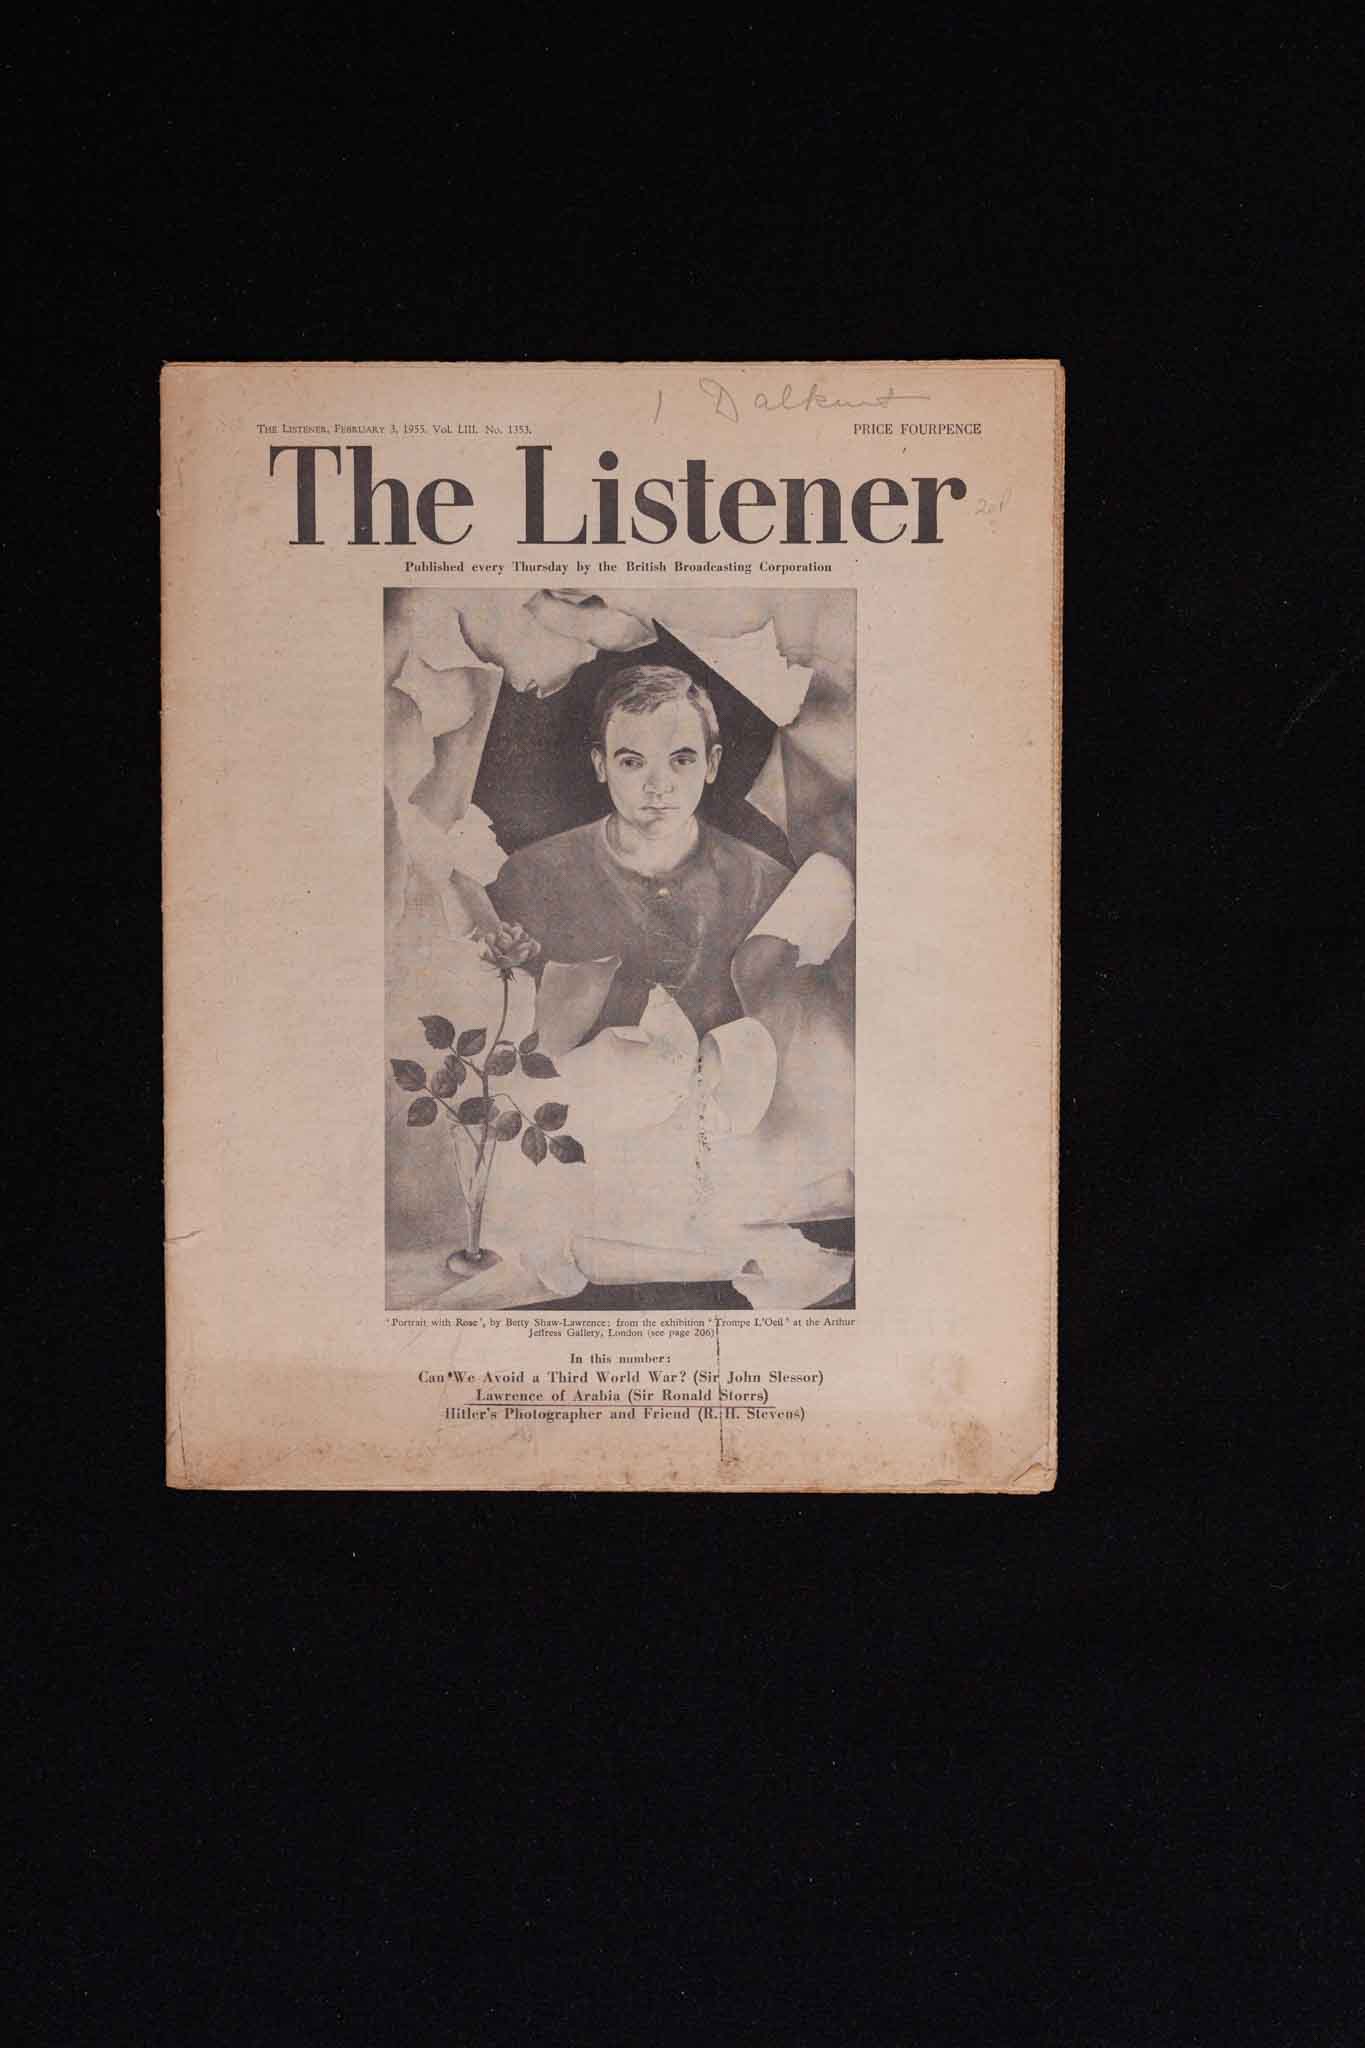 THE LISTENER, FEBRUARY 3, 1955. VOL. LIII. NO. 1353.
PRICE FOURPENCE
The Listener
Published every Thursday by the British Broadcasting Corporation
'Portrait with Rose', by Betty Shaw-Lawrence: from the exhibition 'Trompe L'Oeil' at the Arthur
Jeffress Gallery, London (see page 206)
In this number:
Can We Avoid a Third World War? (Sir John Slessor)
Lawrence of Arabia (Sir Ronald Storrs)
Hitler's Photographer and Friend (R. H. Stevens)